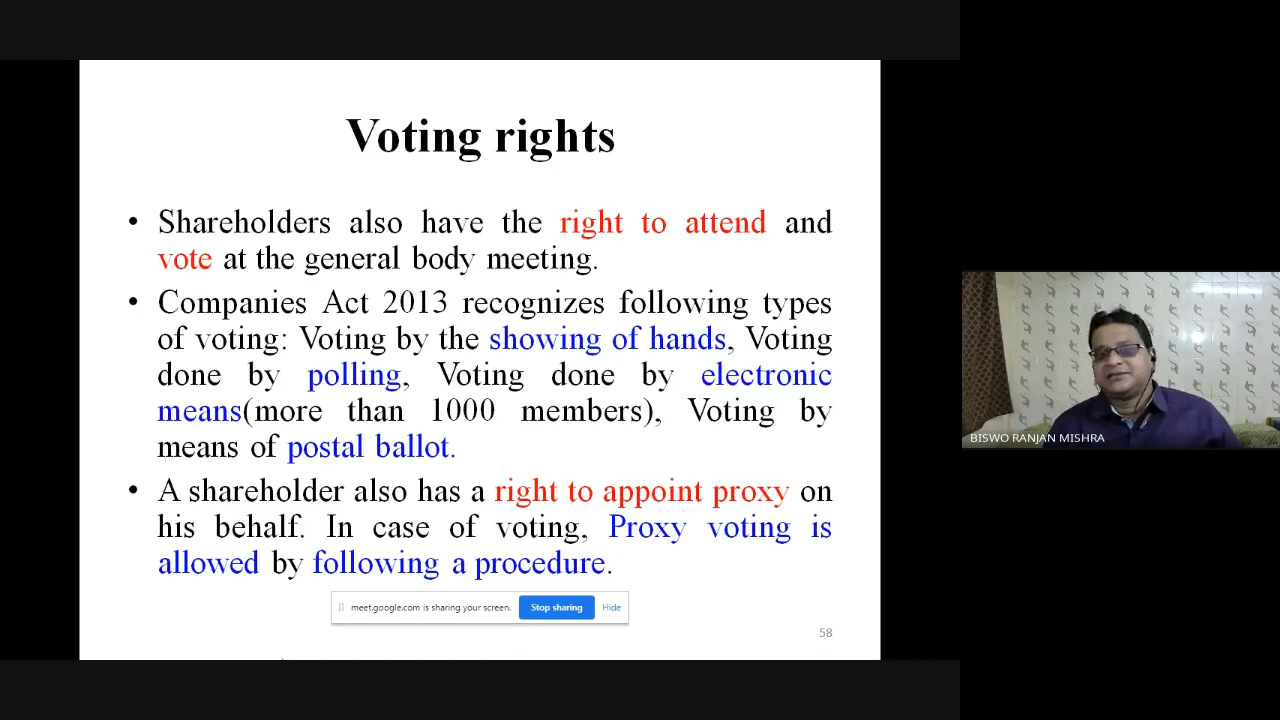 Voting rights
• Shareholders also have the right to attend and
vote at the general body meeting.
• Companies Act 2013 recognizes following types
of voting: Voting by the showing of hands, Voting
done by polling, Voting done by electronic
means(more than 1000 members), Voting by
means of postal ballot.
• A shareholder also has a right to appoint proxy on
his behalf. In case of voting, Proxy voting is
allowed by following a procedure.
meet.google.com is sharing your screen. Stop sharing Hide
58
BISWO RANJAN MISHRA